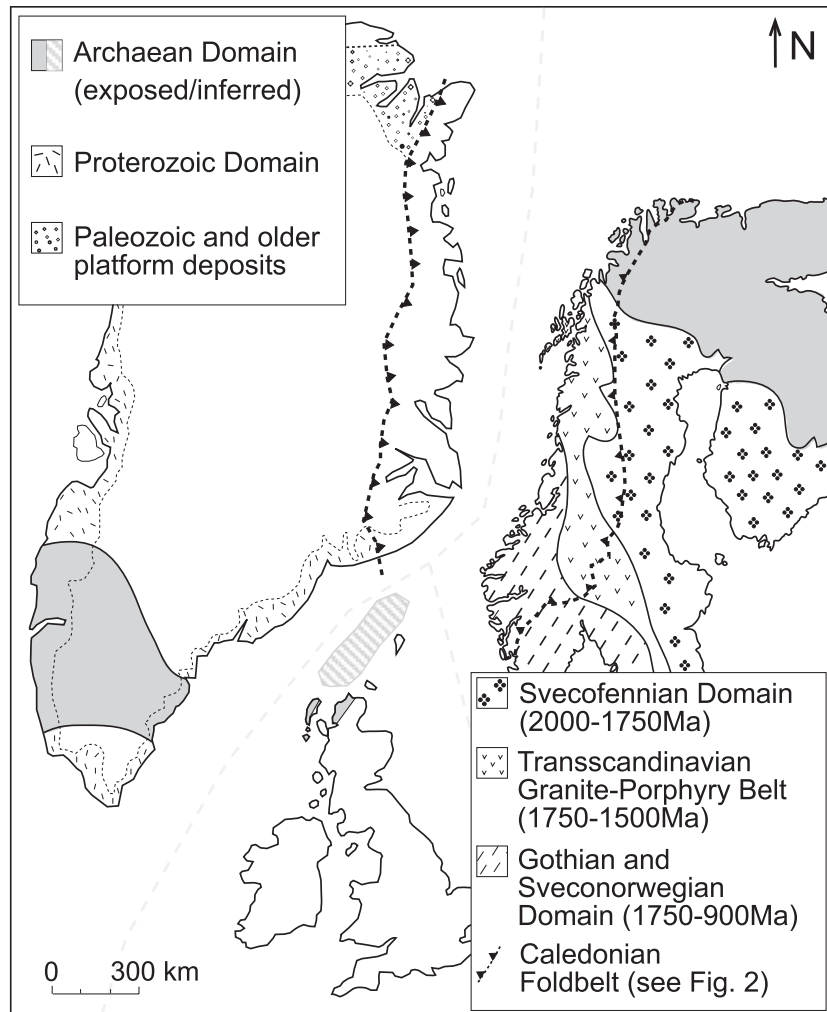 Archaean Domain
(exposed/inferred)
Proterozoic Domain
Paleozoic and older
platform deposits
N
Svecofennian Domain
(2000-1750Ma)
Transscandinavian
Granite-Porphyry Belt
(1750-1500Ma)
Gothian and
Sveconorwegian
Domain (1750-900Ma)
Caledonian
Foldbelt (see Fig. 2)
0 300 km